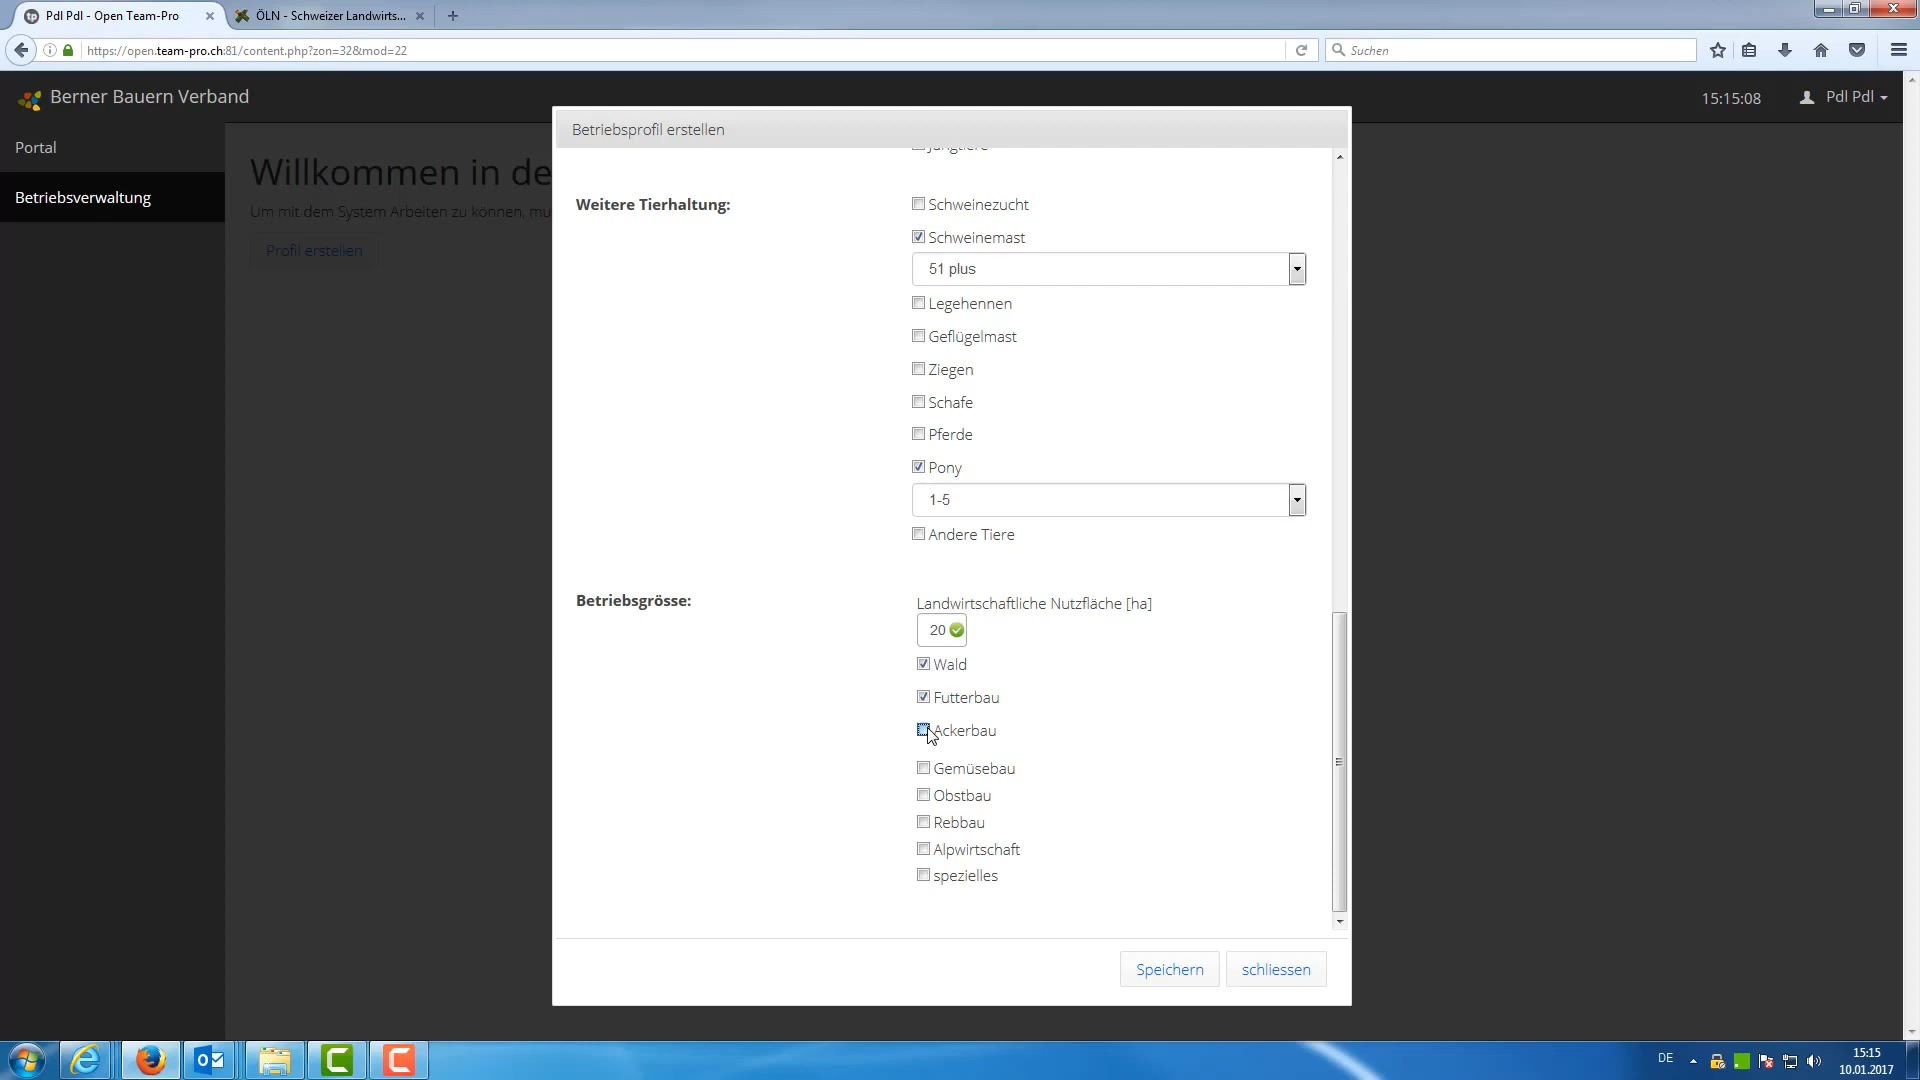 Pdl Pdl - Open Team-Pro
ÖLN - Schweizer Landwirts...
https://open.team-pro.ch:81/content.php?zon=32&mod=22
Suchen
Berner Bauern Verband
15:15:08
Pdl Pdl
Portal
Betriebsverwaltung
Willkommen in de
Um mit dem System Arbeiten zu können, mu
Profil erstellen
Betriebsprofil erstellen
Jungtiere
Weitere Tierhaltung:
Schweinezucht
Schweinemast
51 plus
Legehennen
Geflügelmast
Ziegen
Schafe
Pferde
Pony
1-5
Andere Tiere
Betriebsgrösse:
Landwirtschaftliche Nutzfläche [ha]
20
Wald
Futterbau
Ackerbau
Gemüsebau
Obstbau
Rebbau
Alpwirtschaft
spezielles
Speichern
schliessen
DE
15:15
10.01.2017